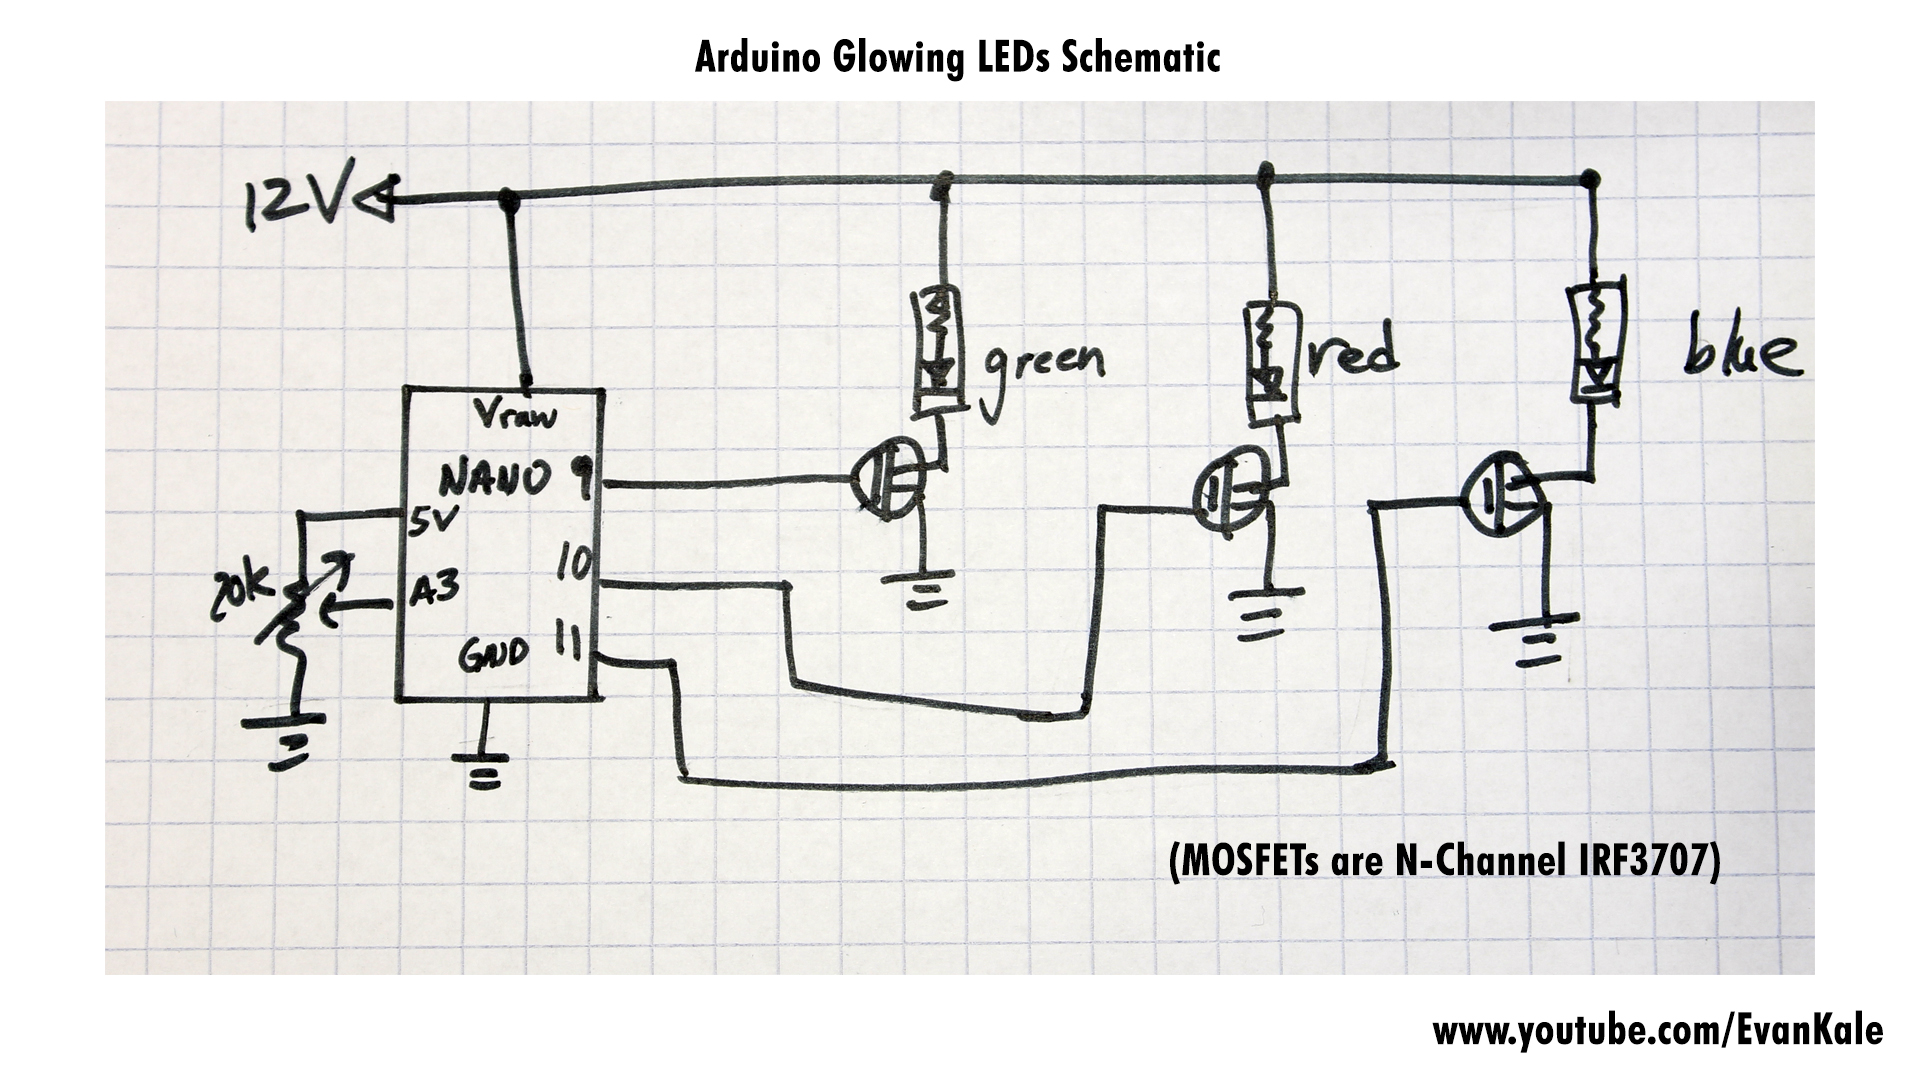 Arduino Glowing LEDs Schematic
12V
green
red
blue
Vraw
NANO 9
5V
10
20K
A3
GND
11
(MOSFETs are N-Channel IRF3707)
www.youtube.com/EvanKale